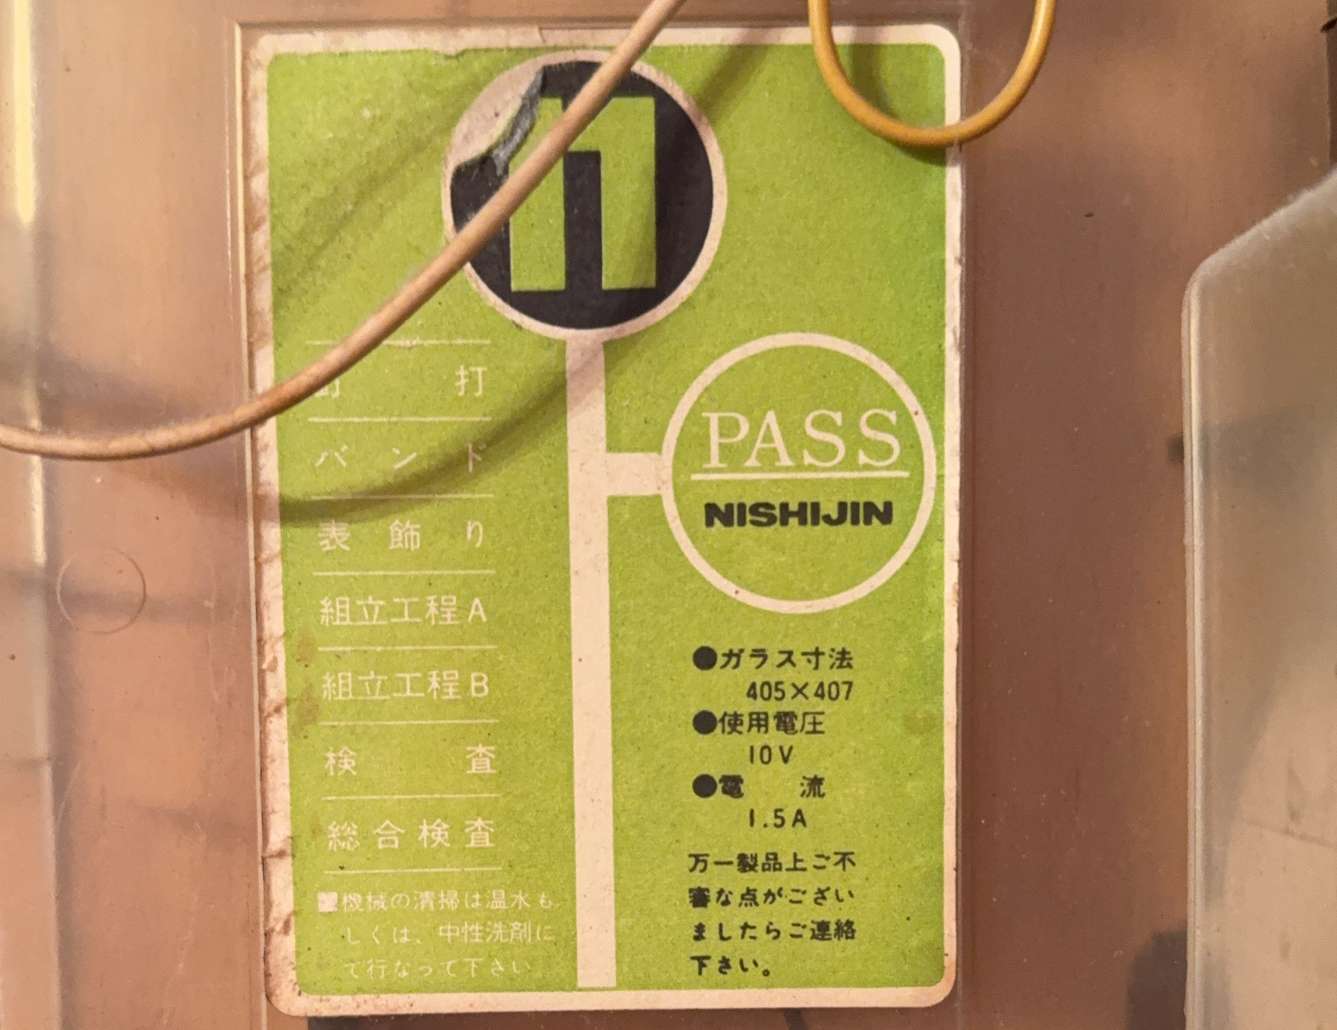 11
打
バンド
表飾り
組立工程A
組立工程B
検査
総合検査
■機械の清掃は温水も
しくは、中性洗剤に
て行なって下さい
PASS
NISHIJIN
●ガラス寸法
405×407
●使用電圧
10V
●電流
1.5A
万一製品上ご不
審な点がござい
ましたらご連絡
下さい。